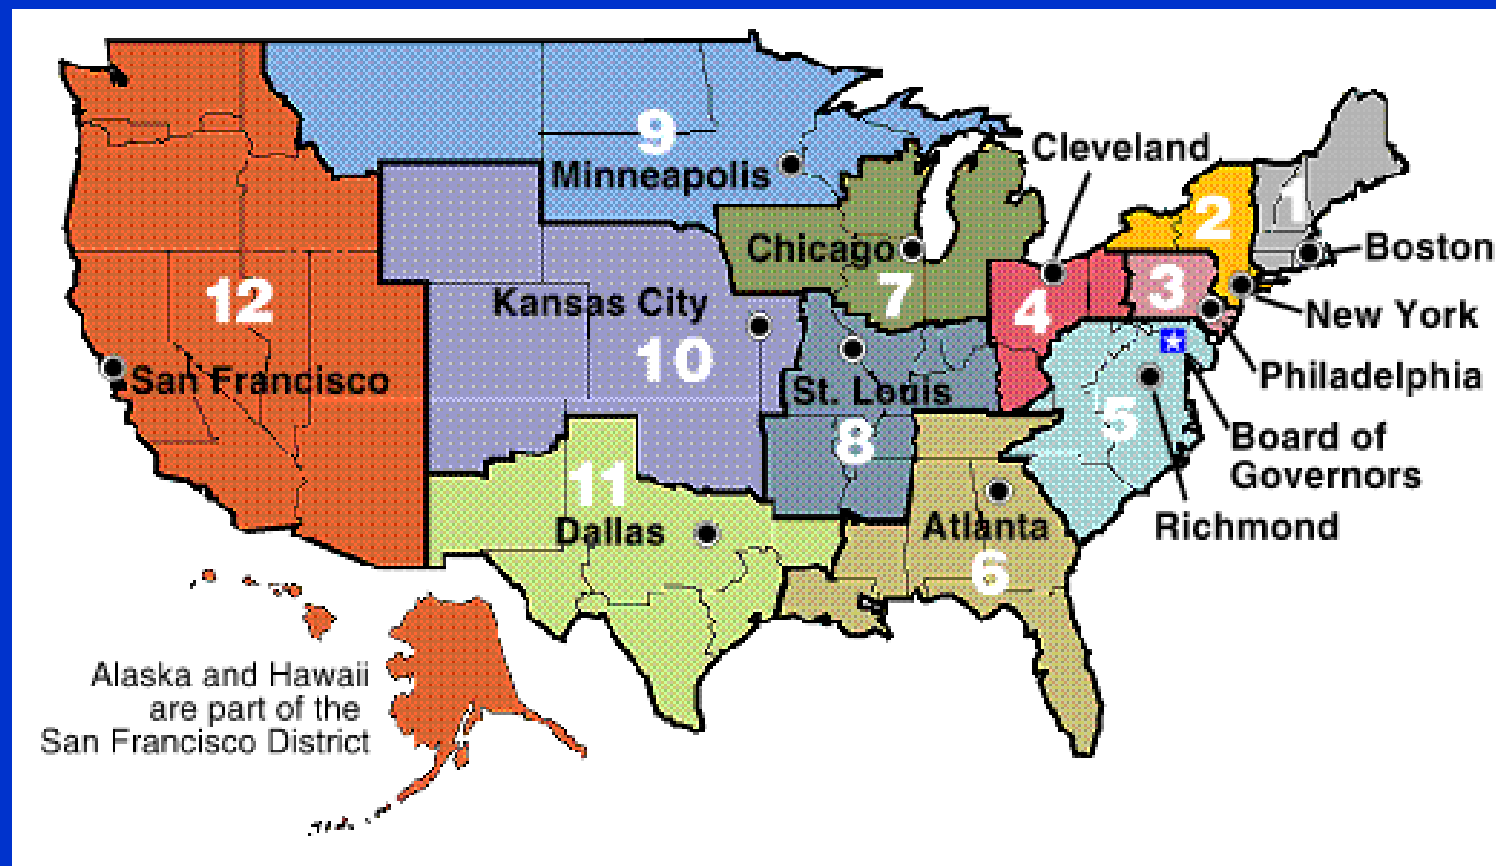 Cleveland
9
Minneapolis
2
1
Chicago
Boston
7
3
12
Kansas City
4
New York
10
San Francisco
St. Louis
Philadelphia
5
8
Board of
Governors
11
Dallas
Atlanta
Richmond
6
Alaska and Hawaii
are part of the
San Francisco District